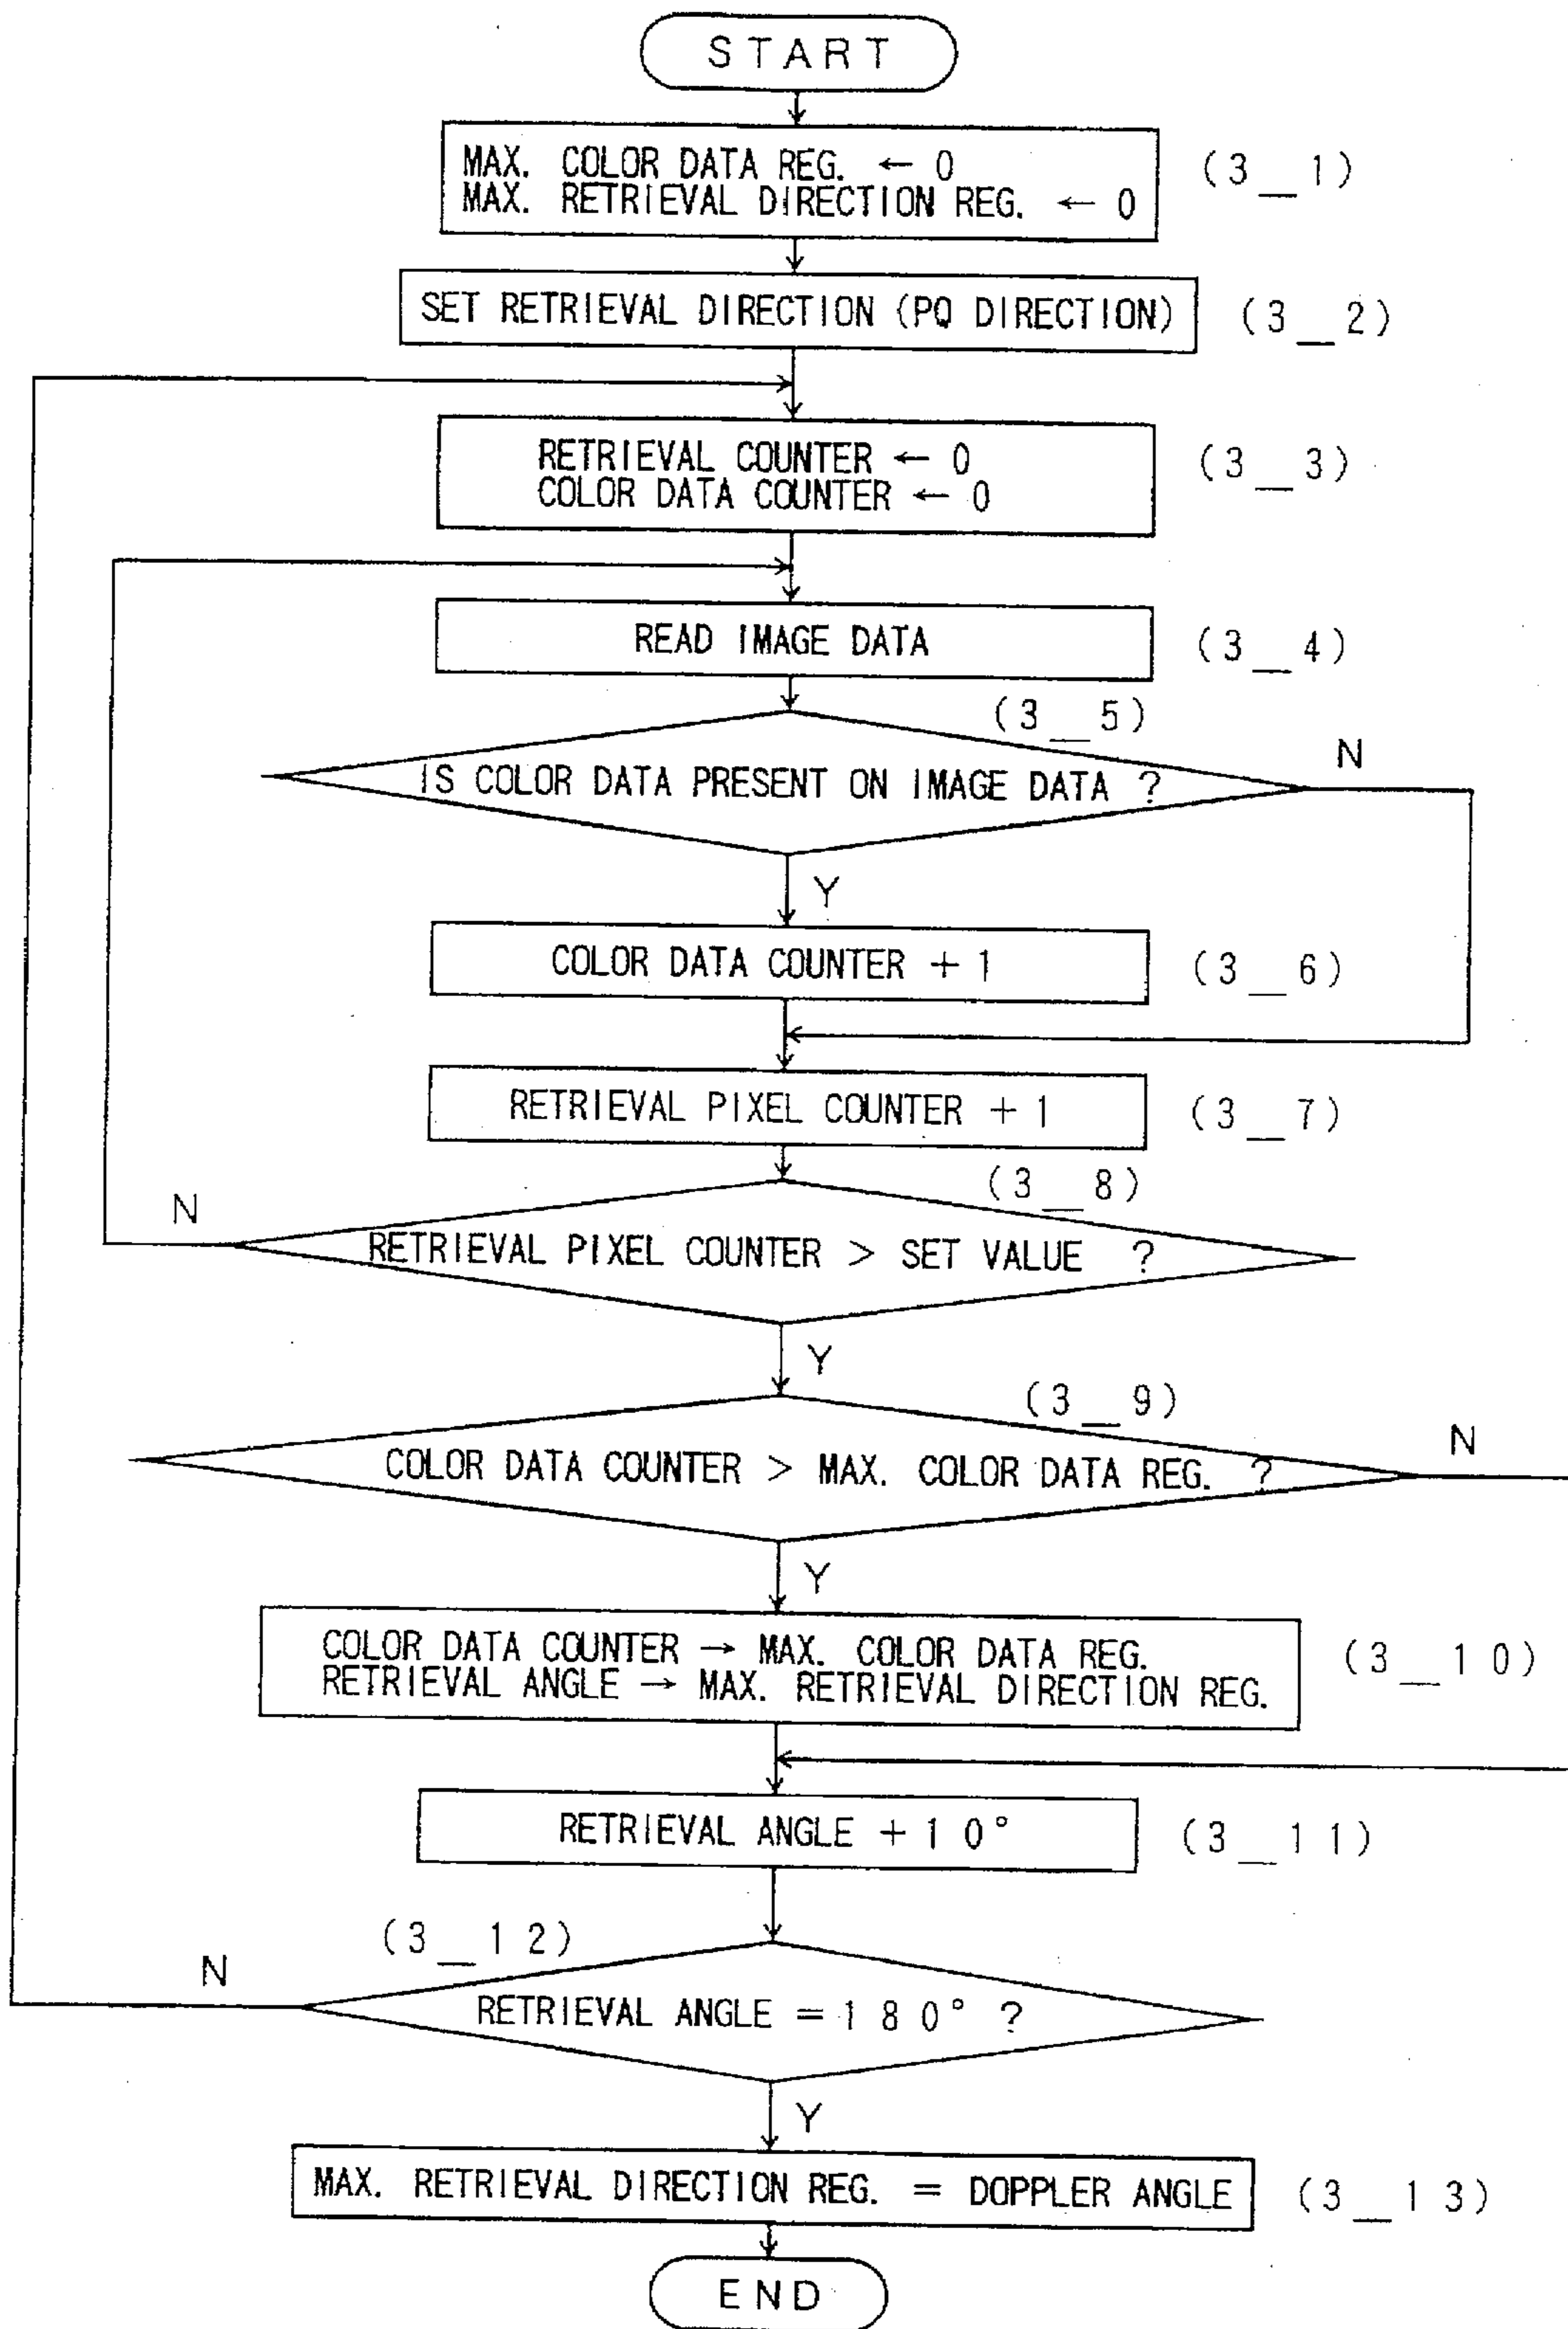 START
MAX. COLOR DATA REG. ← 0
MAX. RETRIEVAL DIRECTION REG. ← 0
(3_1)
SET RETRIEVAL DIRECTION (PQ DIRECTION)
(3_2)
RETRIEVAL COUNTER ← 0
COLOR DATA COUNTER ← 0
(3_3)
READ IMAGE DATA
(3_4)
(3_5)
IS COLOR DATA PRESENT ON IMAGE DATA ?
N
Y
COLOR DATA COUNTER + 1
(3_6)
RETRIEVAL PIXEL COUNTER + 1
(3_7)
(3_8)
N
RETRIEVAL PIXEL COUNTER > SET VALUE ?
Y
(3_9)
N
COLOR DATA COUNTER > MAX. COLOR DATA REG. ?
Y
COLOR DATA COUNTER → MAX. COLOR DATA REG.
RETRIEVAL ANGLE → MAX. RETRIEVAL DIRECTION REG.
(3_10)
RETRIEVAL ANGLE + 10°
(3_11)
(3_12)
N
RETRIEVAL ANGLE = 180° ?
Y
MAX. RETRIEVAL DIRECTION REG. = DOPPLER ANGLE
(3_13)
END